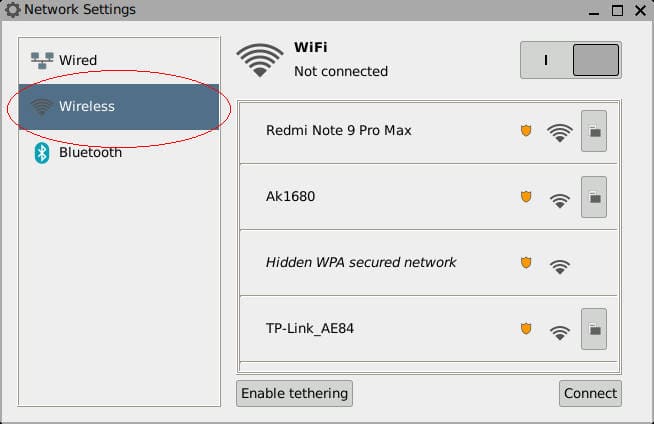 Network Settings
Wired
Wireless
Bluetooth
WiFi
Not connected
Redmi Note 9 Pro Max
Ak1680
Hidden WPA secured network
TP-Link_AE84
Enable tethering
Connect